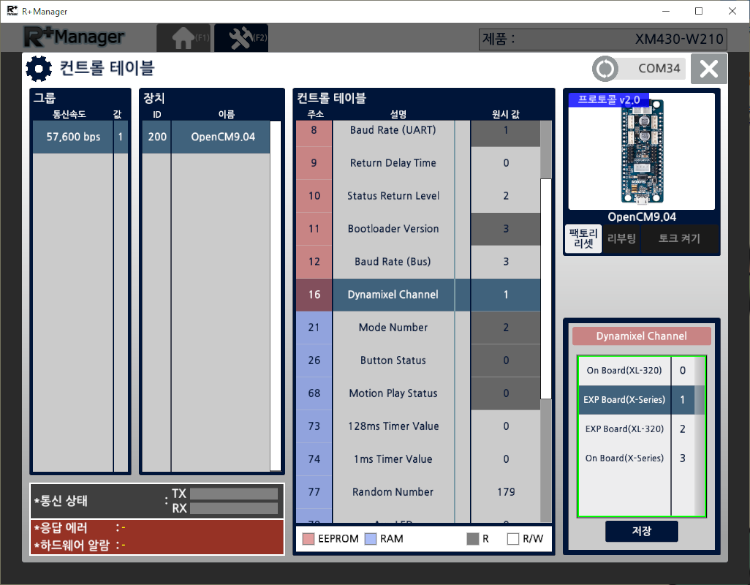 R+Manager
R+Manager
(F1)
(F2)
제품 :
XM430-W210
컨트롤 테이블
COM34
그룹
통신속도 값
57,600 bps 1
장치
ID 이름
200 OpenCM9.04
컨트롤 테이블
주소 설명 원시 값
8 Baud Rate (UART) 1
9 Return Delay Time 0
10 Status Return Level 2
11 Bootloader Version 3
12 Baud Rate (Bus) 3
16 Dynamixel Channel 1
21 Mode Number 2
26 Button Status 0
68 Motion Play Status 0
73 128ms Timer Value 0
74 1ms Timer Value 0
77 Random Number 179
EEPROM RAM R R/W
프로토콜 v2.0
OpenCM9.04
팩토리
리셋
리부팅
토크 켜기
Dynamixel Channel
On Board(XL-320) 0
EXP Board(X-Series) 1
EXP Board(XL-320) 2
On Board(X-Series) 3
저장
*통신 상태 :
TX
RX
*응답 에러 :-
*하드웨어 알람 :-